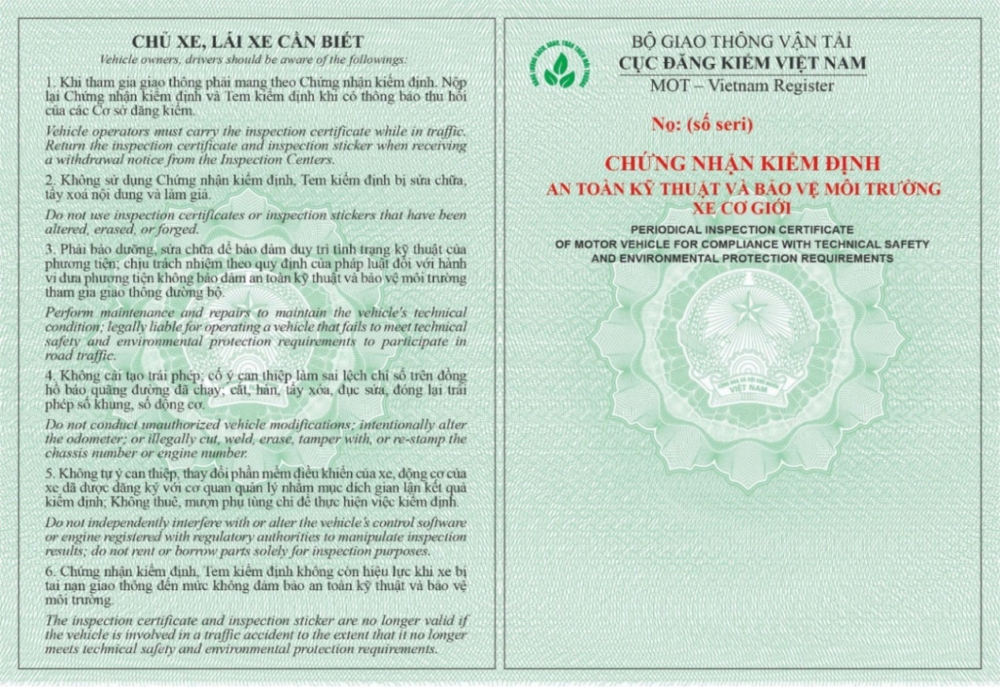 CHỦ XE, LÁI XE CẦN BIẾT
Vehicle owners, drivers should be aware of the followings:
1. Khi tham gia giao thông phải mang theo Chứng nhận kiểm định. Nộp
lại Chứng nhận kiểm định và Tem kiểm định khi có thông báo thu hồi
của các Cơ sở đăng kiểm.
Vehicle operators must carry the inspection certificate while in traffic.
Return the inspection certificate and inspection sticker when receiving
a withdrawal notice from the Inspection Centers.
2. Không sử dụng Chứng nhận kiểm định, Tem kiểm định bị sửa chữa,
tẩy xoá nội dung và làm giả.
Do not use inspection certificates or inspection stickers that have been
altered, erased, or forged.
3. Phải bảo dưỡng, sửa chữa để bảo đảm duy trì tình trạng kỹ thuật của
phương tiện; chịu trách nhiệm theo quy định của pháp luật đối với hành
vi đưa phương tiện không bảo đảm an toàn kỹ thuật và bảo vệ môi trường
tham gia giao thông đường bộ.
Perform maintenance and repairs to maintain the vehicle's technical
condition; legally liable for operating a vehicle that fails to meet technical
safety and environmental protection requirements to participate in
road traffic.
4. Không cải tạo trái phép; cố ý can thiệp làm sai lệch chỉ số trên đồng
hồ báo quãng đường đã chạy; cắt, hàn, tẩy xóa, đục sửa, đóng lại trái
phép số khung, số động cơ.
Do not conduct unauthorized vehicle modifications; intentionally alter
the odometer; or illegally cut, weld, erase, tamper with, or re-stamp the
chassis number or engine number.
5. Không tự ý can thiệp, thay đổi phần mềm điều khiển của xe, động cơ của
xe đã được đăng ký với cơ quan quản lý nhằm mục đích gian lận kết quả
kiểm định; Không thuê, mượn phụ tùng chỉ để thực hiện việc kiểm định.
Do not independently interfere with or alter the vehicle's control software
or engine registered with regulatory authorities to manipulate inspection
results; do not rent or borrow parts solely for inspection purposes.
6. Chứng nhận kiểm định, Tem kiểm định không còn hiệu lực khi xe bị
tai nạn giao thông đến mức không đảm bảo an toàn kỹ thuật và bảo vệ
môi trường.
The inspection certificate and inspection sticker are no longer valid if
the vehicle is involved in a traffic accident to the extent that it no longer
meets technical safety and environmental protection requirements.
NĂNG LƯỢNG SẠCH, XANH, THÂN THIỆN MÔI TRƯỜNG
BỘ GIAO THÔNG VẬN TẢI
CỤC ĐĂNG KIỂM VIỆT NAM
MOT – Vietnam Register
No: (số seri)
CHỨNG NHẬN KIỂM ĐỊNH
AN TOÀN KỸ THUẬT VÀ BẢO VỆ MÔI TRƯỜNG
XE CƠ GIỚI
PERIODICAL INSPECTION CERTIFICATE
OF MOTOR VEHICLE FOR COMPLIANCE WITH TECHNICAL SAFETY
AND ENVIRONMENTAL PROTECTION REQUIREMENTS
CỘNG HÒA XÃ HỘI CHỦ NGHĨA
VIỆT NAM